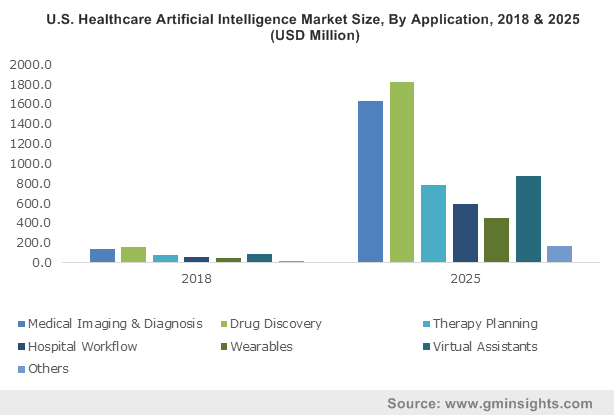 U.S. Healthcare Artificial Intelligence Market Size, By Application, 2018 & 2025
(USD Million)
2000.0
1800.0
1600.0
1400.0
1200.0
1000.0
800.0
600.0
400.0
200.0
0.0
2018
2025
Medical Imaging & Diagnosis
Drug Discovery
Therapy Planning
Hospital Workflow
Wearables
Virtual Assistants
Others
Source: www.gminsights.com